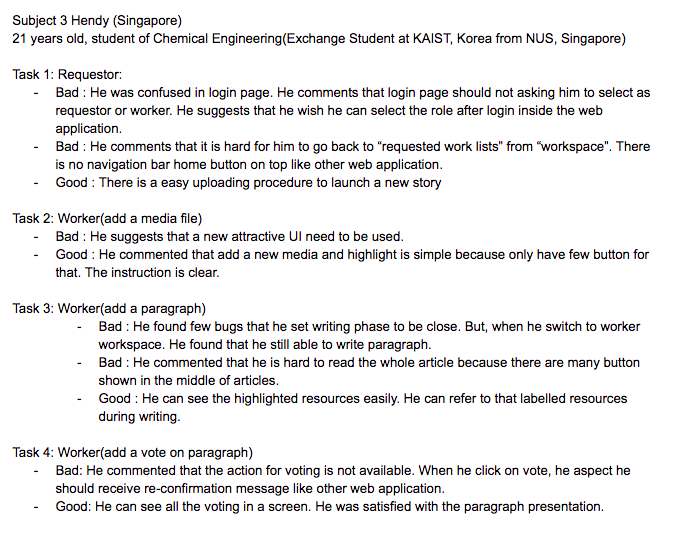 Subject 3 Hendy (Singapore)
21 years old, student of Chemical Engineering(Exchange Student at KAIST, Korea from NUS, Singapore)
Task 1: Requestor:
- Bad : He was confused in login page. He comments that login page should not asking him to select as
requestor or worker. He suggests that he wish he can select the role after login inside the web
application.
- Bad : He comments that it is hard for him to go back to “requested work lists” from “workspace”. There
is no navigation bar home button on top like other web application.
- Good : There is a easy uploading procedure to launch a new story
Task 2: Worker(add a media file)
- Bad : He suggests that a new attractive UI need to be used.
- Good : He commented that add a new media and highlight is simple because only have few button for
that. The instruction is clear.
Task 3: Worker(add a paragraph)
- Bad : He found few bugs that he set writing phase to be close. But, when he switch to worker
workspace. He found that he still able to write paragraph.
- Bad : He commented that he is hard to read the whole article because there are many button
shown in the middle of articles.
- Good : He can see the highlighted resources easily. He can refer to that labelled resources
during writing.
Task 4: Worker(add a vote on paragraph)
- Bad: He commented that the action for voting is not available. When he click on vote, he aspect he
should receive re-confirmation message like other web application.
- Good: He can see all the voting in a screen. He was satisfied with the paragraph presentation.